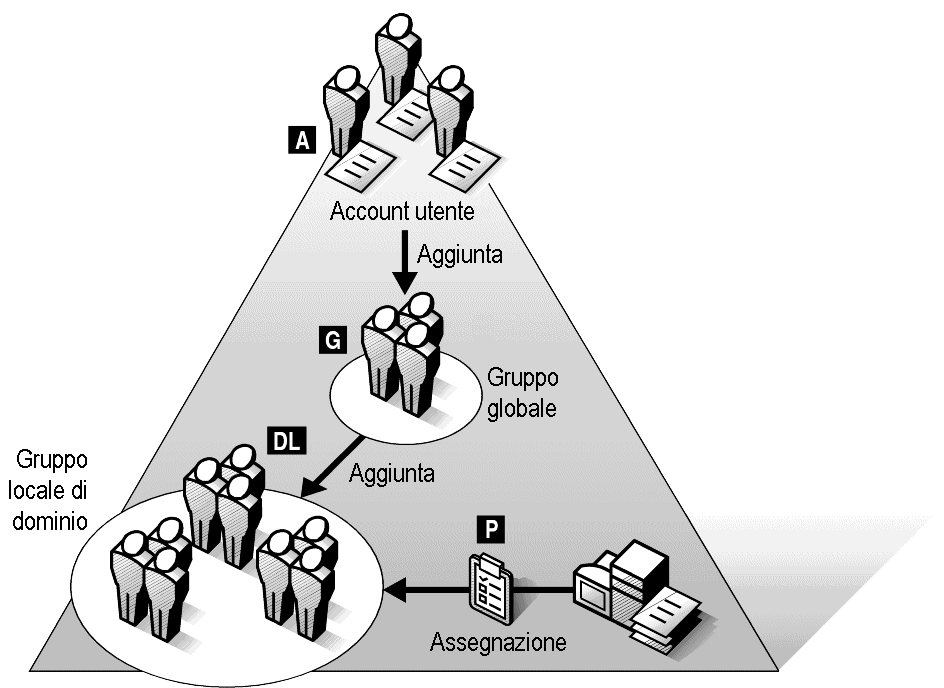 A
Account utente
Aggiunta
G
Gruppo
globale
DL
Aggiunta
Gruppo
locale di
dominio
P
Assegnazione